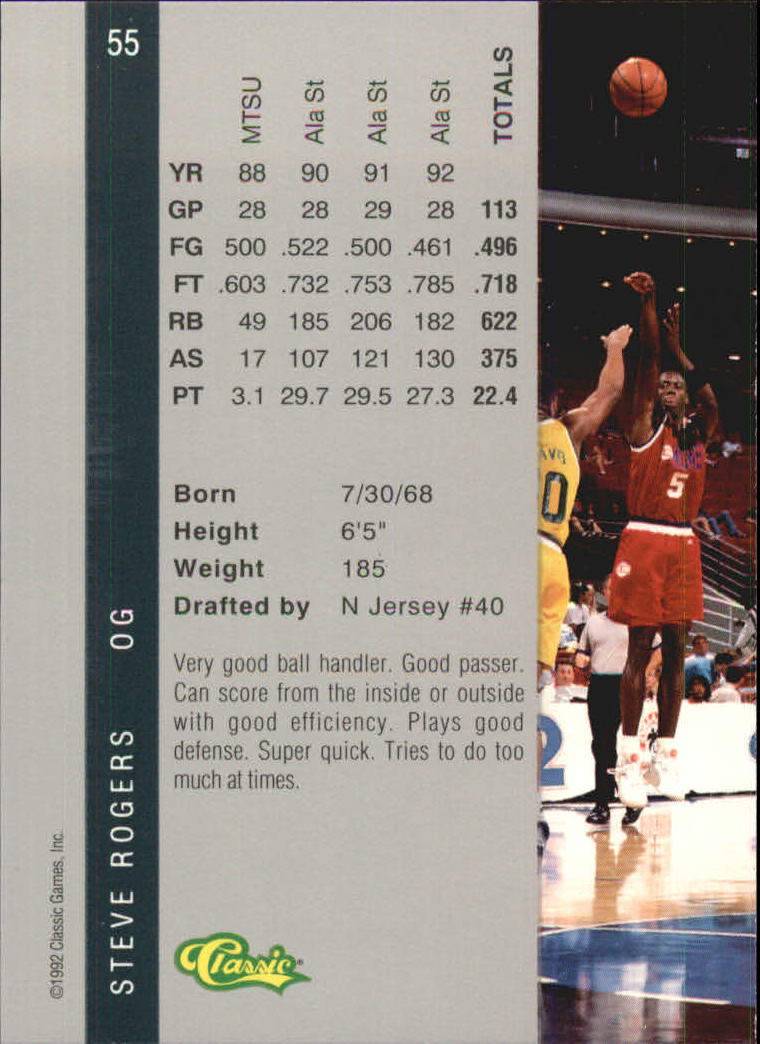 55
MTSU Ala St Ala St Ala St TOTALS
YR 88 90 91 92
GP 28 28 29 28 113
FG 500 .522 .500 .461 .496
FT .603 .732 .753 .785 .718
RB 49 185 206 182 622
AS 17 107 121 130 375
PT 3.1 29.7 29.5 27.3 22.4
Born 7/30/68
Height 6'5"
Weight 185
Drafted by N Jersey #40
Very good ball handler. Good passer.
Can score from the inside or outside
with good efficiency. Plays good
defense. Super quick. Tries to do too
much at times.
STEVE ROGERS OG
©1992 Classic Games, Inc.
Classic®
5
0
2